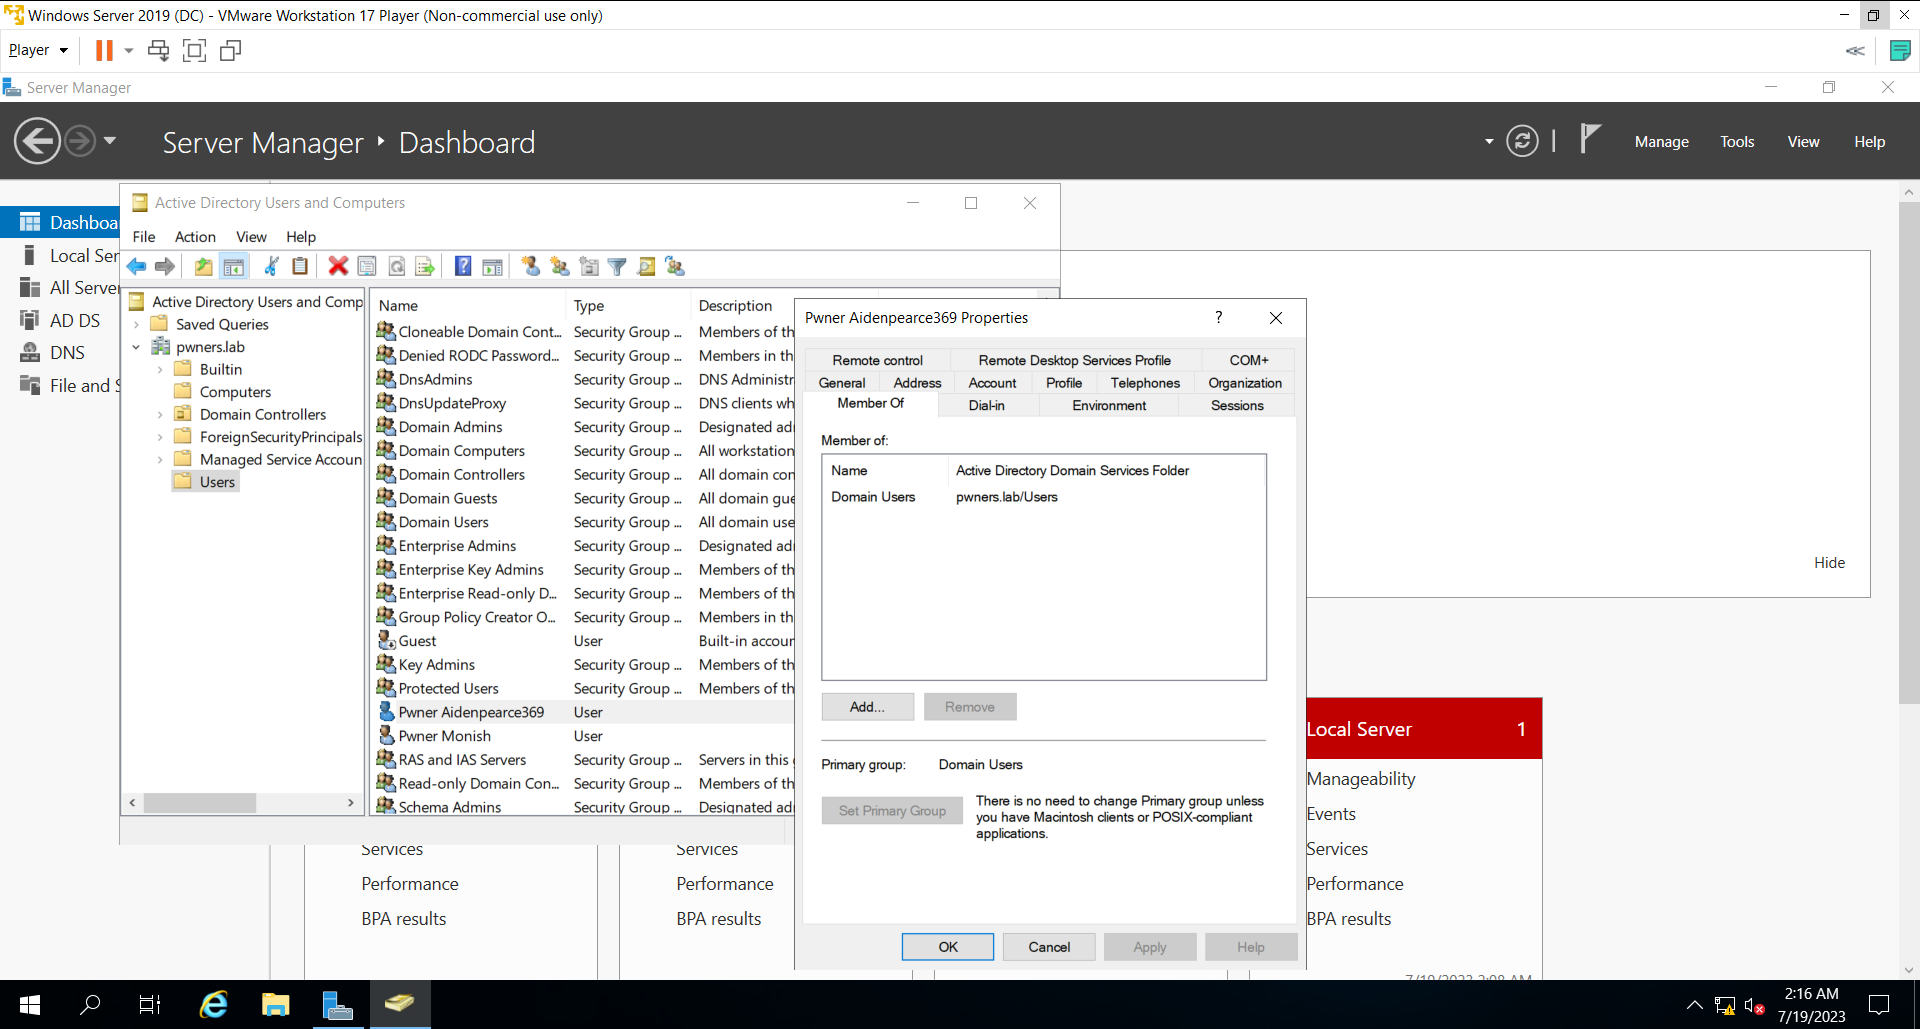 Windows Server 2019 (DC) - VMware Workstation 17 Player (Non-commercial use only)
Player
Server Manager
Server Manager Dashboard
Manage Tools View Help
Dashboa
Local Ser
All Server
AD DS
DNS
File and S
Active Directory Users and Computers
File Action View Help
Active Directory Users and Comp
Saved Queries
pwners.lab
Builtin
Computers
Domain Controllers
ForeignSecurityPrincipals
Managed Service Accoun
Users
Name Type Description
Cloneable Domain Cont... Security Group ... Members of th
Denied RODC Password... Security Group ... Members in th
DnsAdmins Security Group ... DNS Administr
DnsUpdateProxy Security Group ... DNS clients wh
Domain Admins Security Group ... Designated ad
Domain Computers Security Group ... All workstation
Domain Controllers Security Group ... All domain con
Domain Guests Security Group ... All domain gue
Domain Users Security Group ... All domain use
Enterprise Admins Security Group ... Designated ad
Enterprise Key Admins Security Group ... Members of th
Enterprise Read-only D... Security Group ... Members of th
Group Policy Creator O... Security Group ... Members in th
Guest User Built-in accour
Key Admins Security Group ... Members of th
Protected Users Security Group ... Members of th
Pwner Aidenpearce369 User
Pwner Monish User
RAS and IAS Servers Security Group ... Servers in this
Read-only Domain Con... Security Group ... Members of th
Schema Admins Security Group ... Designated ad
Pwner Aidenpearce369 Properties
?
Remote control Remote Desktop Services Profile COM+
General Address Account Profile Telephones Organization
Member Of Dial-in Environment Sessions
Member of:
Name Active Directory Domain Services Folder
Domain Users pwners.lab/Users
Add... Remove
Primary group: Domain Users
Set Primary Group
There is no need to change Primary group unless
you have Macintosh clients or POSIX-compliant
applications.
OK Cancel Apply Help
Hide
Local Server 1
Manageability
Events
Services
Performance
BPA results
Services
Performance
BPA results
Services
Performance
BPA results
7/19/2023 2:08 AM
2:16 AM
7/19/2023